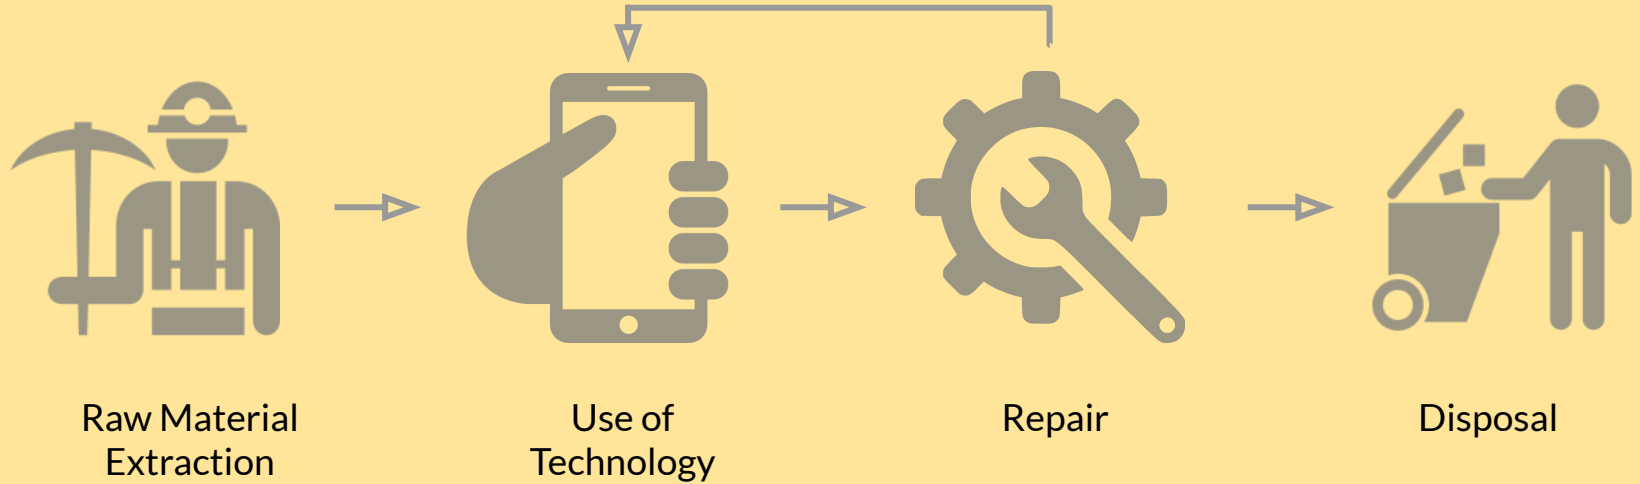 Raw Material
Extraction
Use of
Technology
Repair
Disposal